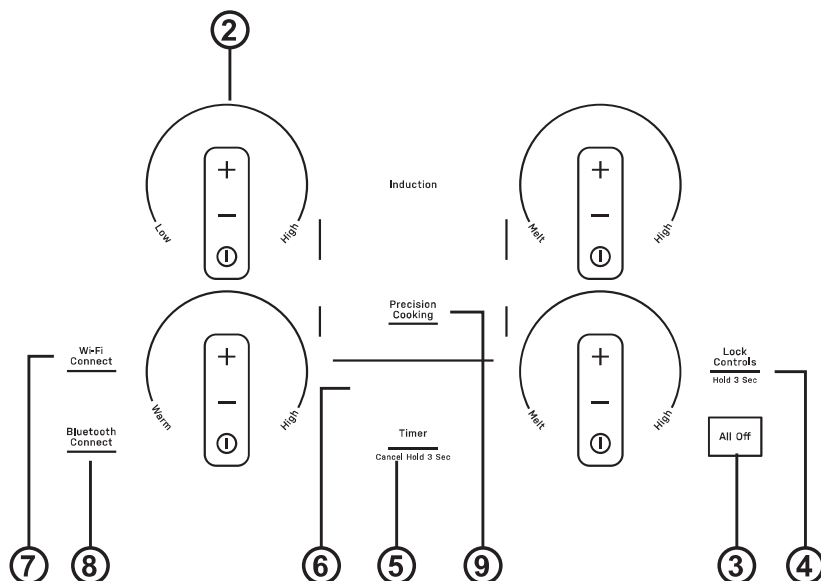 2
Induction
Low
High
Melt
High
Precision
Cooking
Wi-Fi
Connect
Lock
Controls
Hold 3 Sec
Warm
High
Melt
High
Bluetooth
Connect
Timer
Cancel Hold 3 Sec
All Off
7
8
6
5
9
3
4